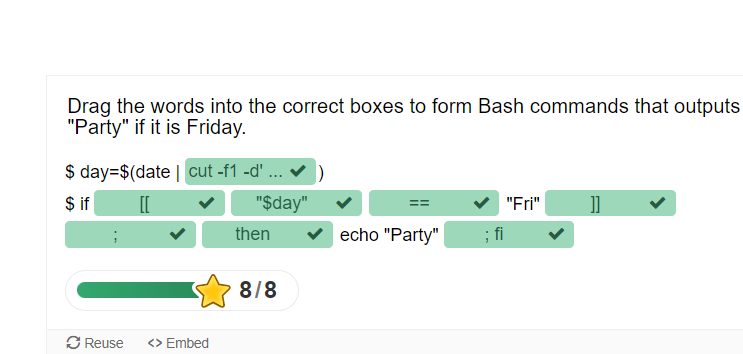 Drag the words into the correct boxes to form Bash commands that outputs
"Party" if it is Friday.
$ day=$(date | cut -f1 -d' ... )
$ if [[ "$day" == "Fri" ]]
; then echo "Party" ; fi
8/8
Reuse <> Embed